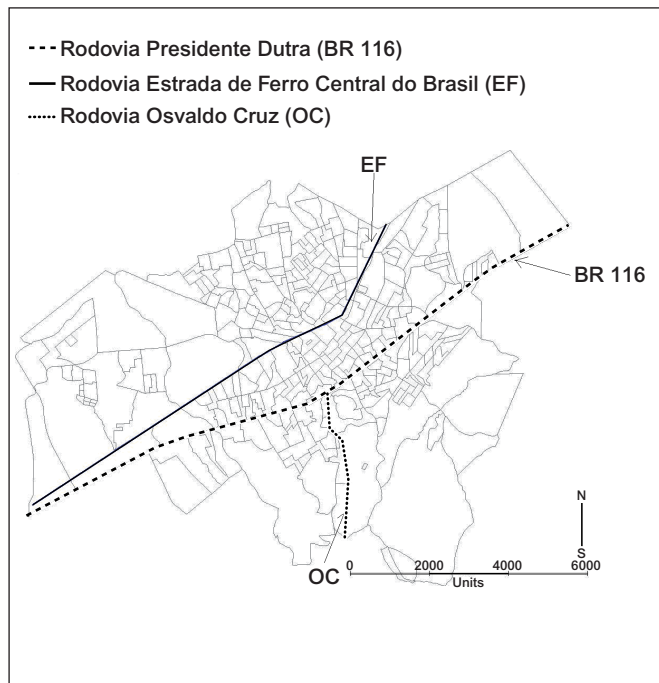 Rodovia Presidente Dutra (BR 116)
Rodovia Estrada de Ferro Central do Brasil (EF)
Rodovia Osvaldo Cruz (OC)
EF
BR 116
N
S
OC
0 2000 4000 6000
Units